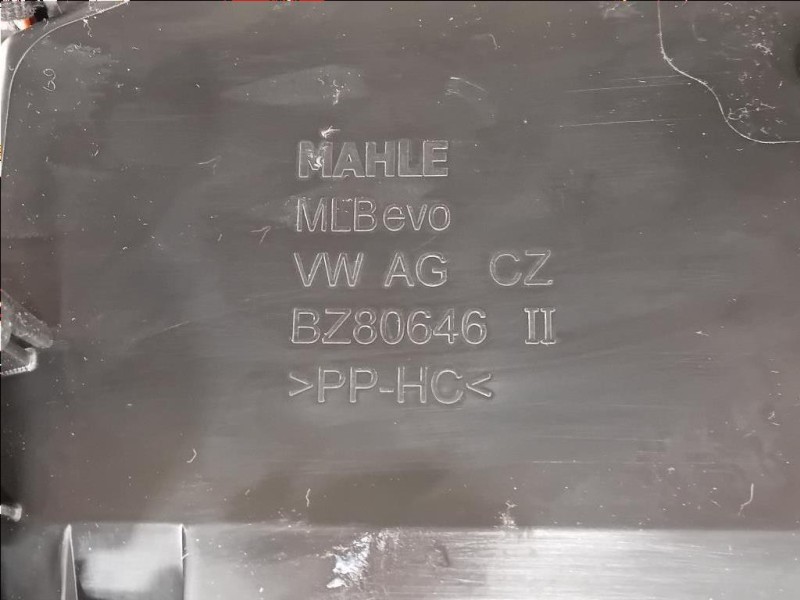 MAHLE
MLBevo
VW AG CZ
BZ80646 II
>PP-HC<